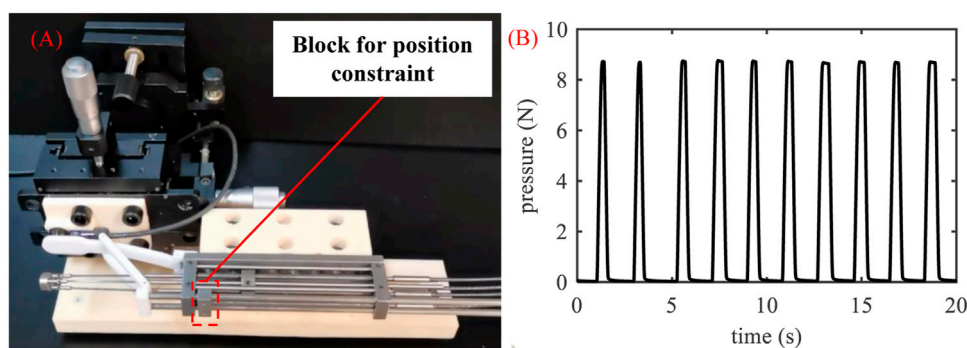 (A)
Block for position
constraint
(B)
10
8
6
4
2
0
pressure (N)
0 5 10 15 20
time (s)